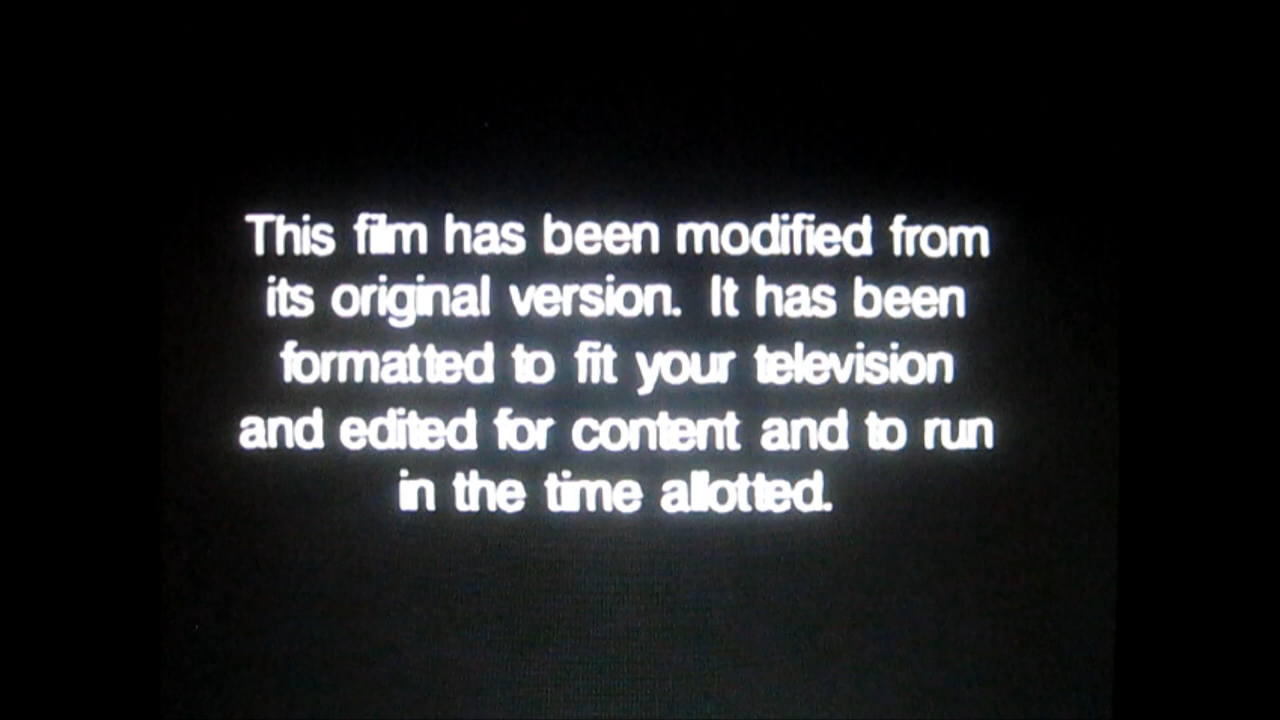 This film has been modified from
its original version. It has been
formatted to fit your television
and edited for content and to run
in the time allotted.